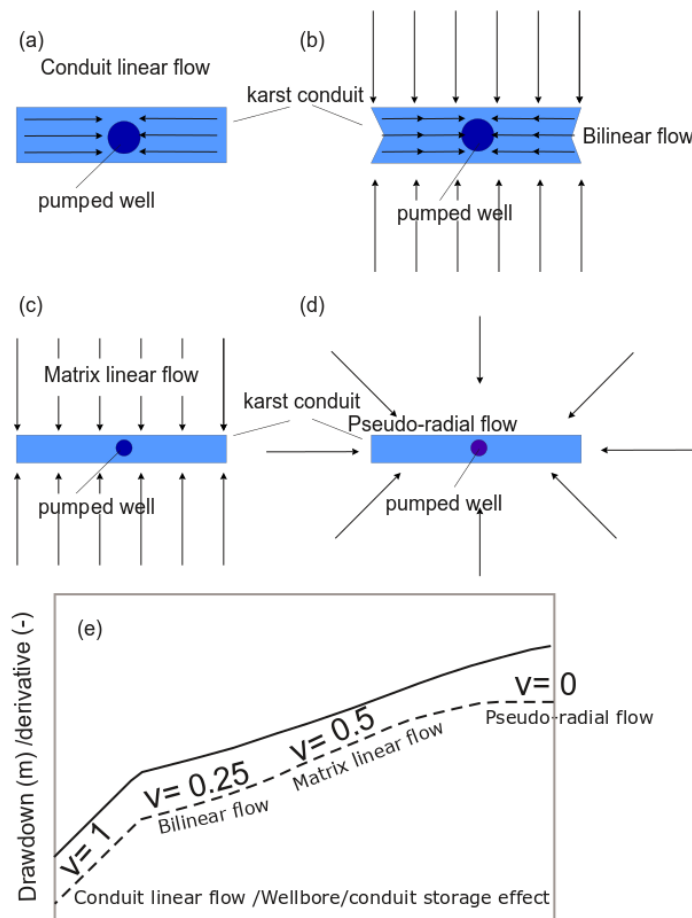 (a)
Conduit linear flow
karst conduit
pumped well
(b)
Bilinear flow
pumped well
(c)
Matrix linear flow
karst conduit
pumped well
(d)
Pseudo-radial flow
pumped well
(e)
Drawdown (m) /derivative (-)
v= 1
v= 0.25
Bilinear flow
v= 0.5
Matrix linear flow
v= 0
Pseudo-radial flow
Conduit linear flow /Wellbore/conduit storage effect